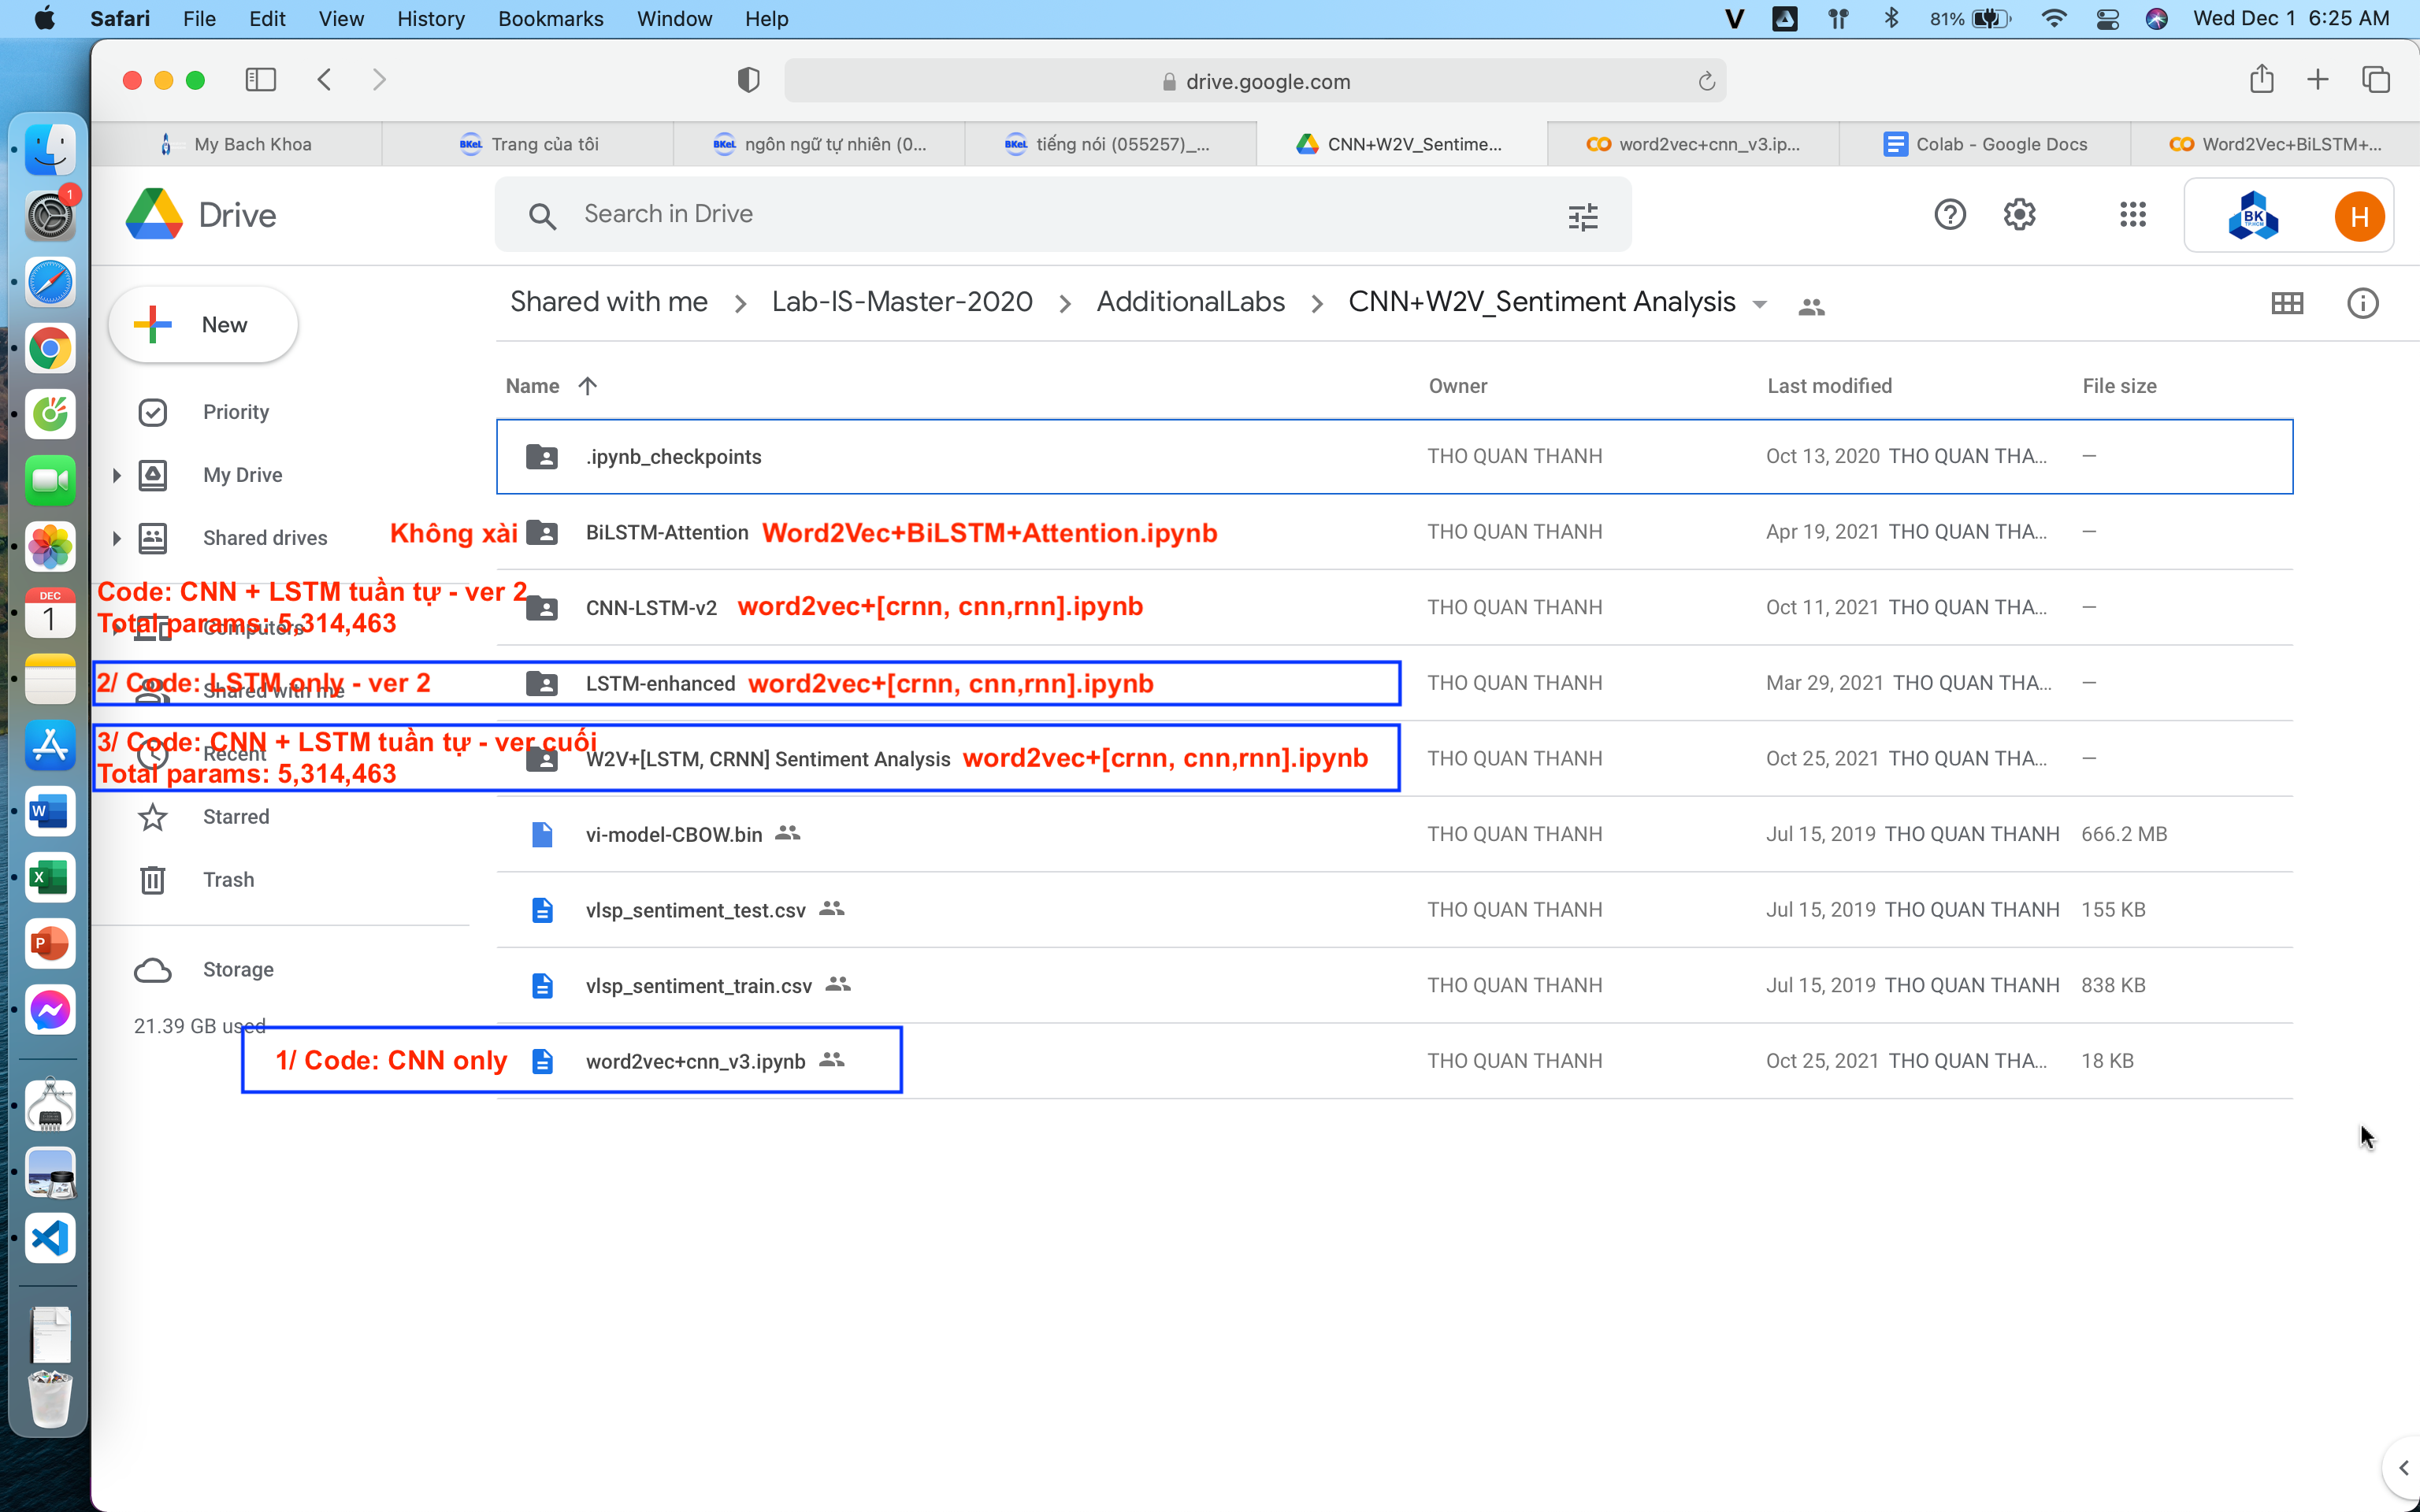 Safari File Edit View History Bookmarks Window Help 81% Wed Dec 1 6:25 AM
drive.google.com
My Bach Khoa
BKeL Trang của tôi
BKeL ngôn ngữ tự nhiên (0...
BKeL tiếng nói (055257)_...
CNN+W2V_Sentime...
word2vec+cnn_v3.ip...
Colab - Google Docs
Word2Vec+BiLSTM+...
Drive
Search in Drive
BK
H
New
Shared with me > Lab-IS-Master-2020 > AdditionalLabs > CNN+W2V_Sentiment Analysis
Name Owner Last modified File size
Priority
My Drive
Shared drives
Computers
Shared with me
Recent
Starred
Trash
Storage
21.39 GB used
.ipynb_checkpoints THO QUAN THANH Oct 13, 2020 THO QUAN THA... —
Không xài BiLSTM-Attention Word2Vec+BiLSTM+Attention.ipynb THO QUAN THANH Apr 19, 2021 THO QUAN THA... —
Code: CNN + LSTM tuần tự - ver 2
Total params: 5,314,463
CNN-LSTM-v2 word2vec+[crnn, cnn,rnn].ipynb THO QUAN THANH Oct 11, 2021 THO QUAN THA... —
2/ Code: LSTM only - ver 2 LSTM-enhanced word2vec+[crnn, cnn,rnn].ipynb THO QUAN THANH Mar 29, 2021 THO QUAN THA... —
3/ Code: CNN + LSTM tuần tự - ver cuối
Total params: 5,314,463
W2V+[LSTM, CRNN] Sentiment Analysis word2vec+[crnn, cnn,rnn].ipynb THO QUAN THANH Oct 25, 2021 THO QUAN THA... —
vi-model-CBOW.bin THO QUAN THANH Jul 15, 2019 THO QUAN THANH 666.2 MB
vlsp_sentiment_test.csv THO QUAN THANH Jul 15, 2019 THO QUAN THANH 155 KB
vlsp_sentiment_train.csv THO QUAN THANH Jul 15, 2019 THO QUAN THANH 838 KB
1/ Code: CNN only word2vec+cnn_v3.ipynb THO QUAN THANH Oct 25, 2021 THO QUAN THA... 18 KB
1
DEC
1